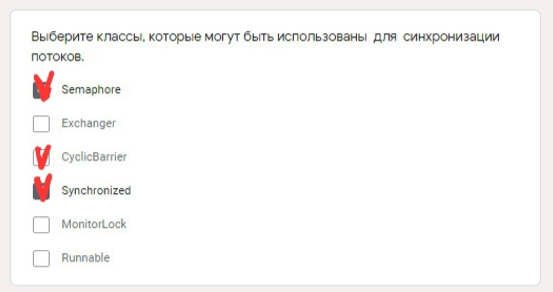 Выберите классы, которые могут быть использованы для синхронизации
потоков.
Semaphore
Exchanger
CyclicBarrier
Synchronized
MonitorLock
Runnable